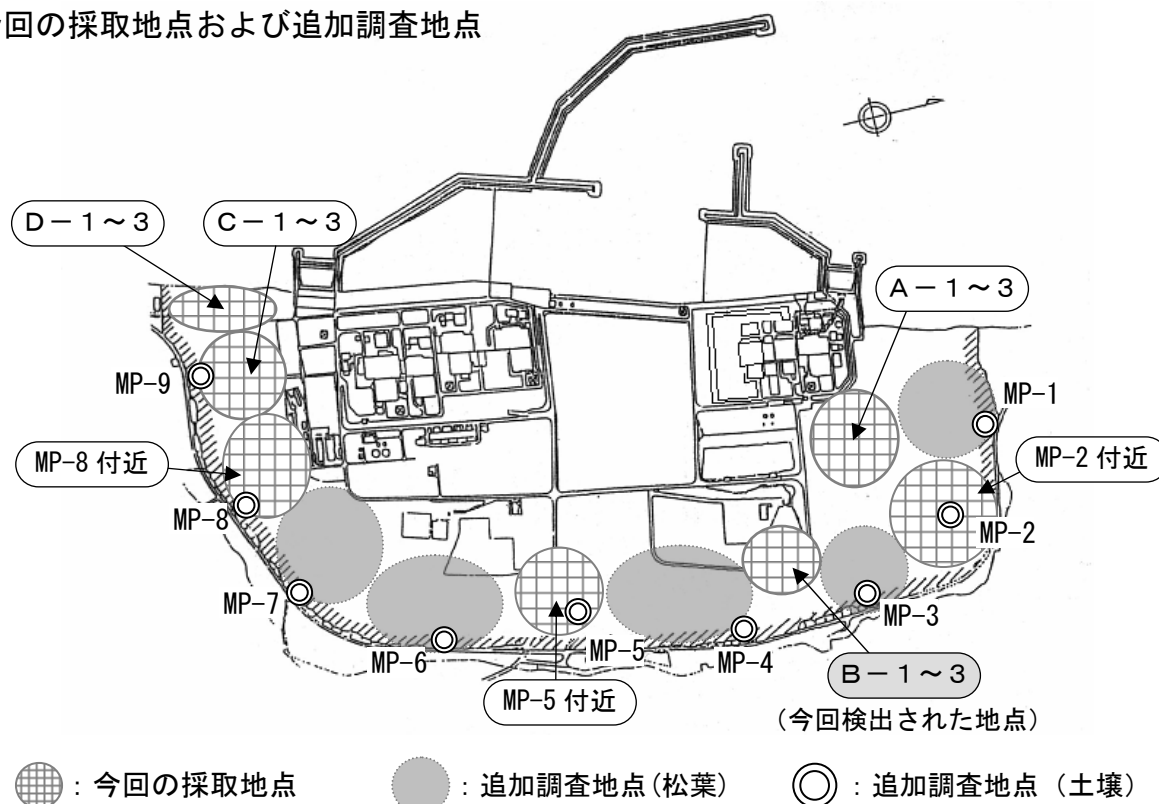 回の採取地点および追加調査地点
D－1～3
C－1～3
A－1～3
MP-9
MP-1
MP-8 付近
MP-2 付近
MP-8
MP-2
MP-7
MP-3
MP-6
MP-5
MP-4
MP-5 付近
B－1～3
(今回検出された地点)
：今回の採取地点
：追加調査地点(松葉)
：追加調査地点（土壌）